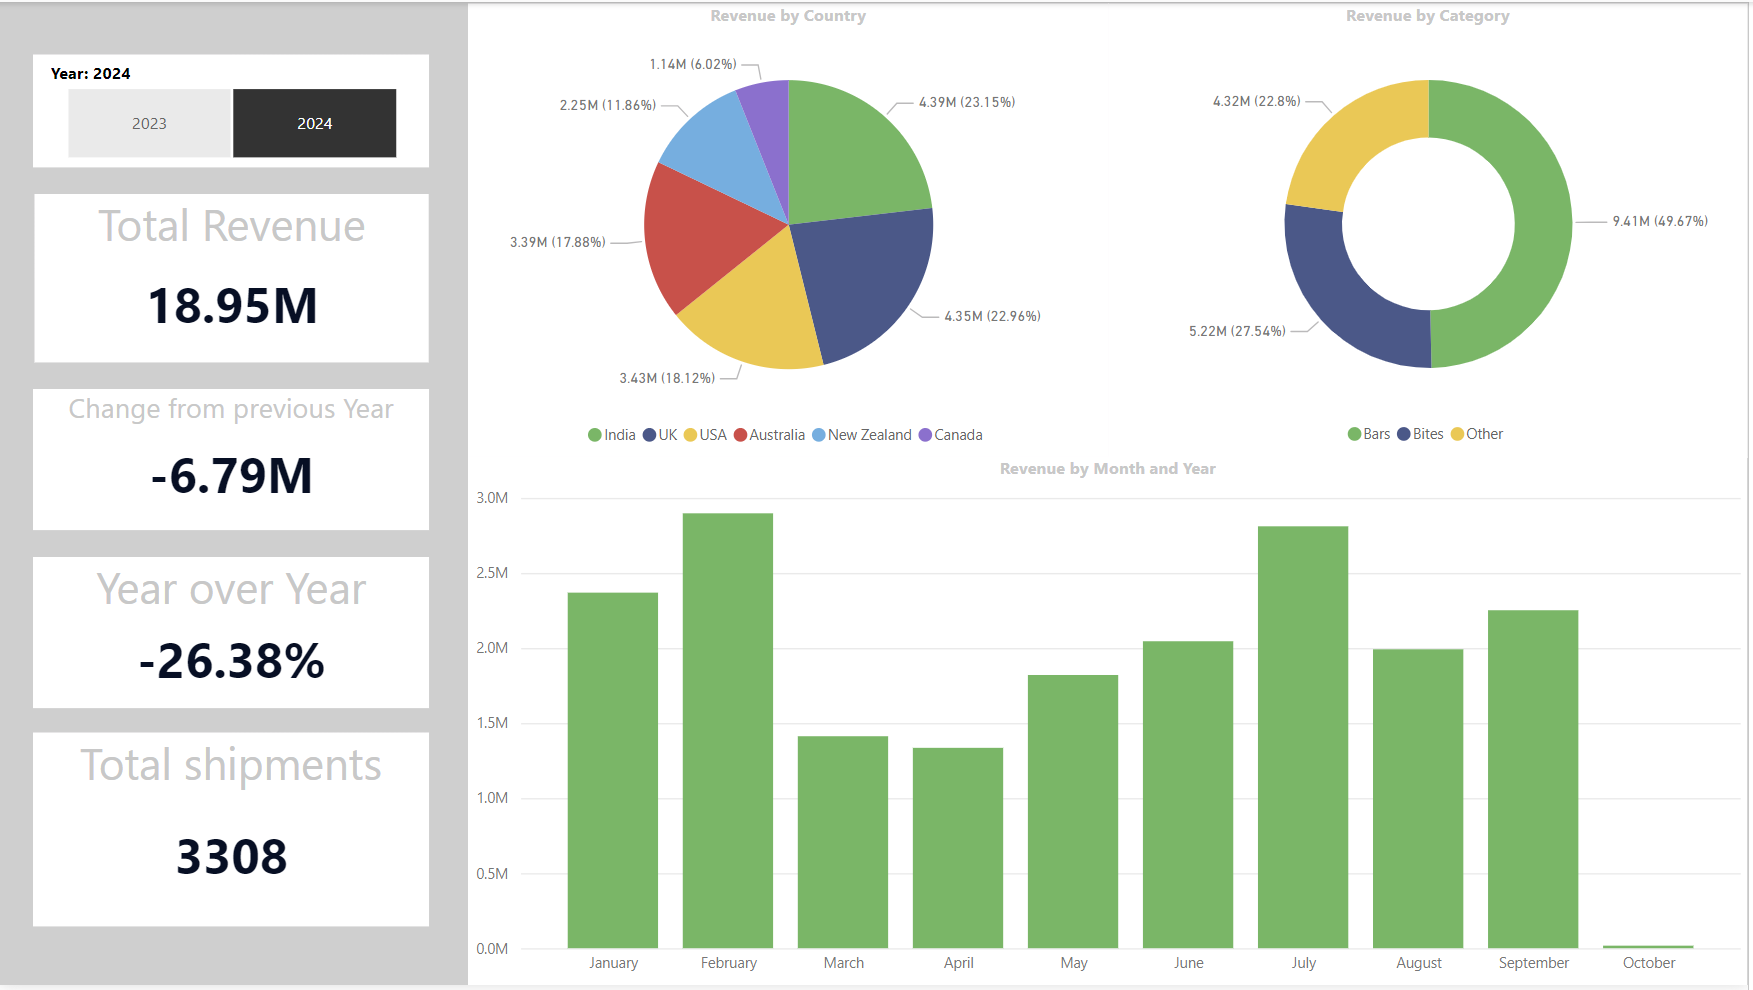 Year: 2024
2023
2024
Total Revenue
18.95M
Change from previous Year
-6.79M
Year over Year
-26.38%
Total shipments
3308
Revenue by Country
1.14M (6.02%)
2.25M (11.86%)
4.39M (23.15%)
3.39M (17.88%)
4.35M (22.96%)
3.43M (18.12%)
India UK USA Australia New Zealand Canada
Revenue by Category
4.32M (22.8%)
9.41M (49.67%)
5.22M (27.54%)
Bars Bites Other
Revenue by Month and Year
3.0M
2.5M
2.0M
1.5M
1.0M
0.5M
0.0M
January February March April May June July August September October